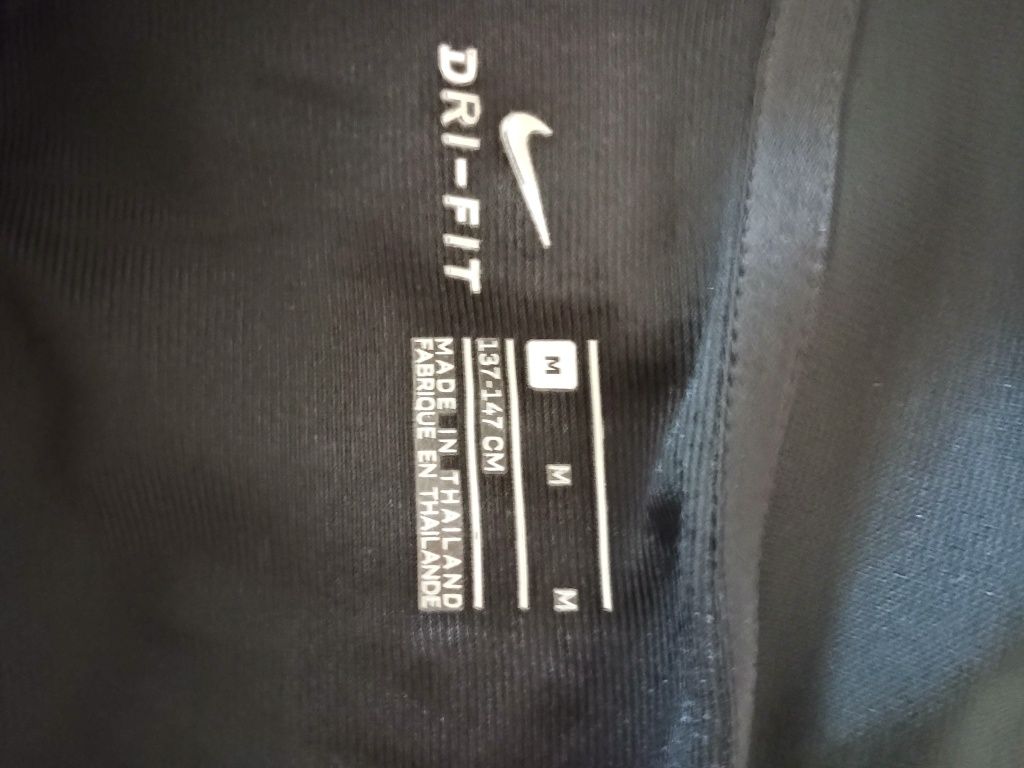 DRI-FIT
M M M
137-147 CM
MADE IN THAILAND
FABRIQUE EN THAILANDE